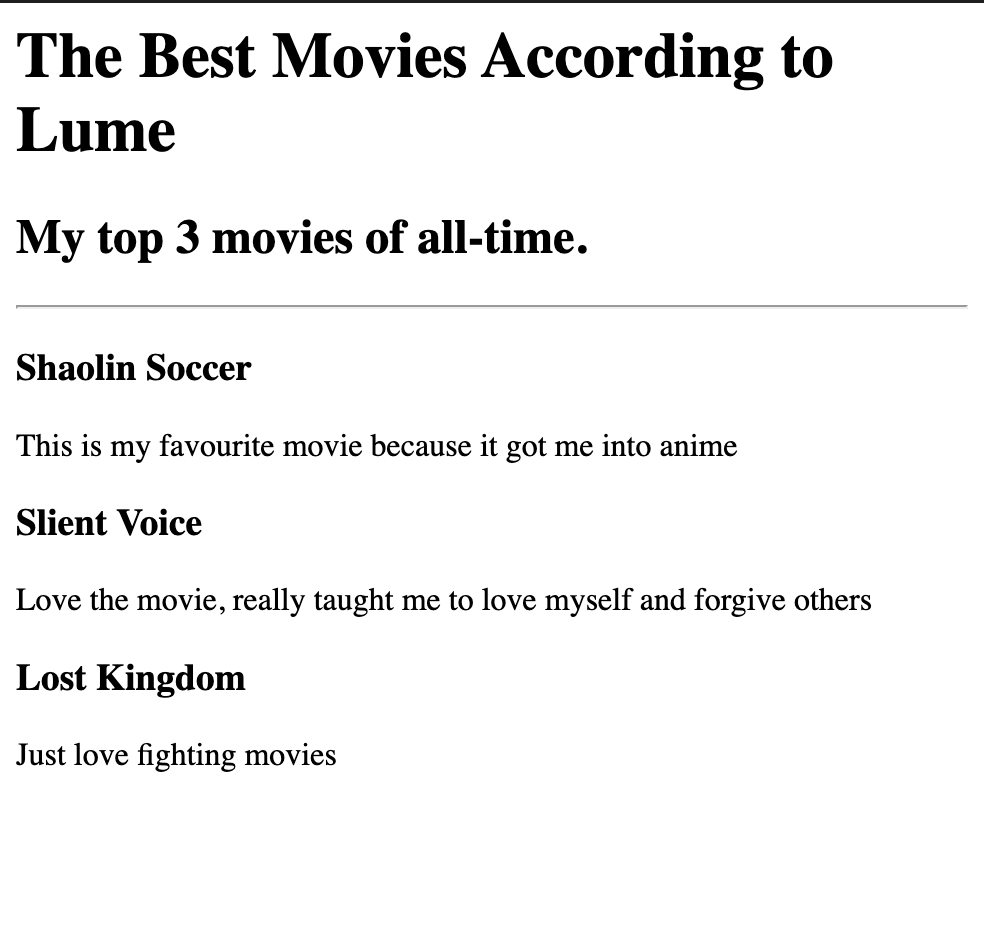 The Best Movies According to
Lume
My top 3 movies of all-time.
Shaolin Soccer
This is my favourite movie because it got me into anime
Slient Voice
Love the movie, really taught me to love myself and forgive others
Lost Kingdom
Just love fighting movies